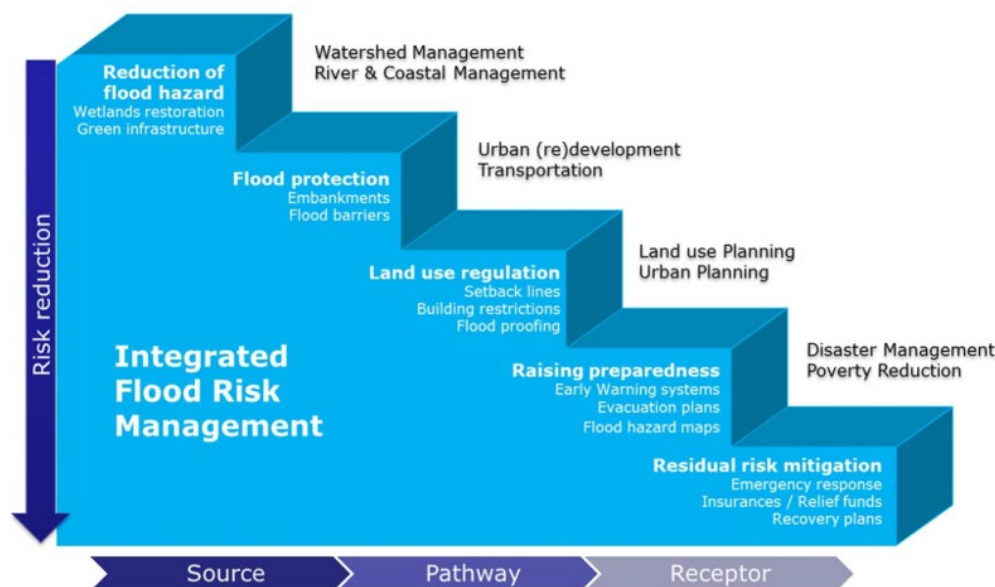 Watershed Management
River & Coastal Management
Reduction of
flood hazard
Wetlands restoration
Green infrastructure
Urban (re)development
Transportation
Flood protection
Embankments
Flood barriers
Land use Planning
Urban Planning
Land use regulation
Setback lines
Building restrictions
Flood proofing
Disaster Management
Poverty Reduction
Raising preparedness
Early Warning systems
Evacuation plans
Flood hazard maps
Residual risk mitigation
Emergency response
Insurances / Relief funds
Recovery plans
Integrated
Flood Risk
Management
Risk reduction
Source
Pathway
Receptor